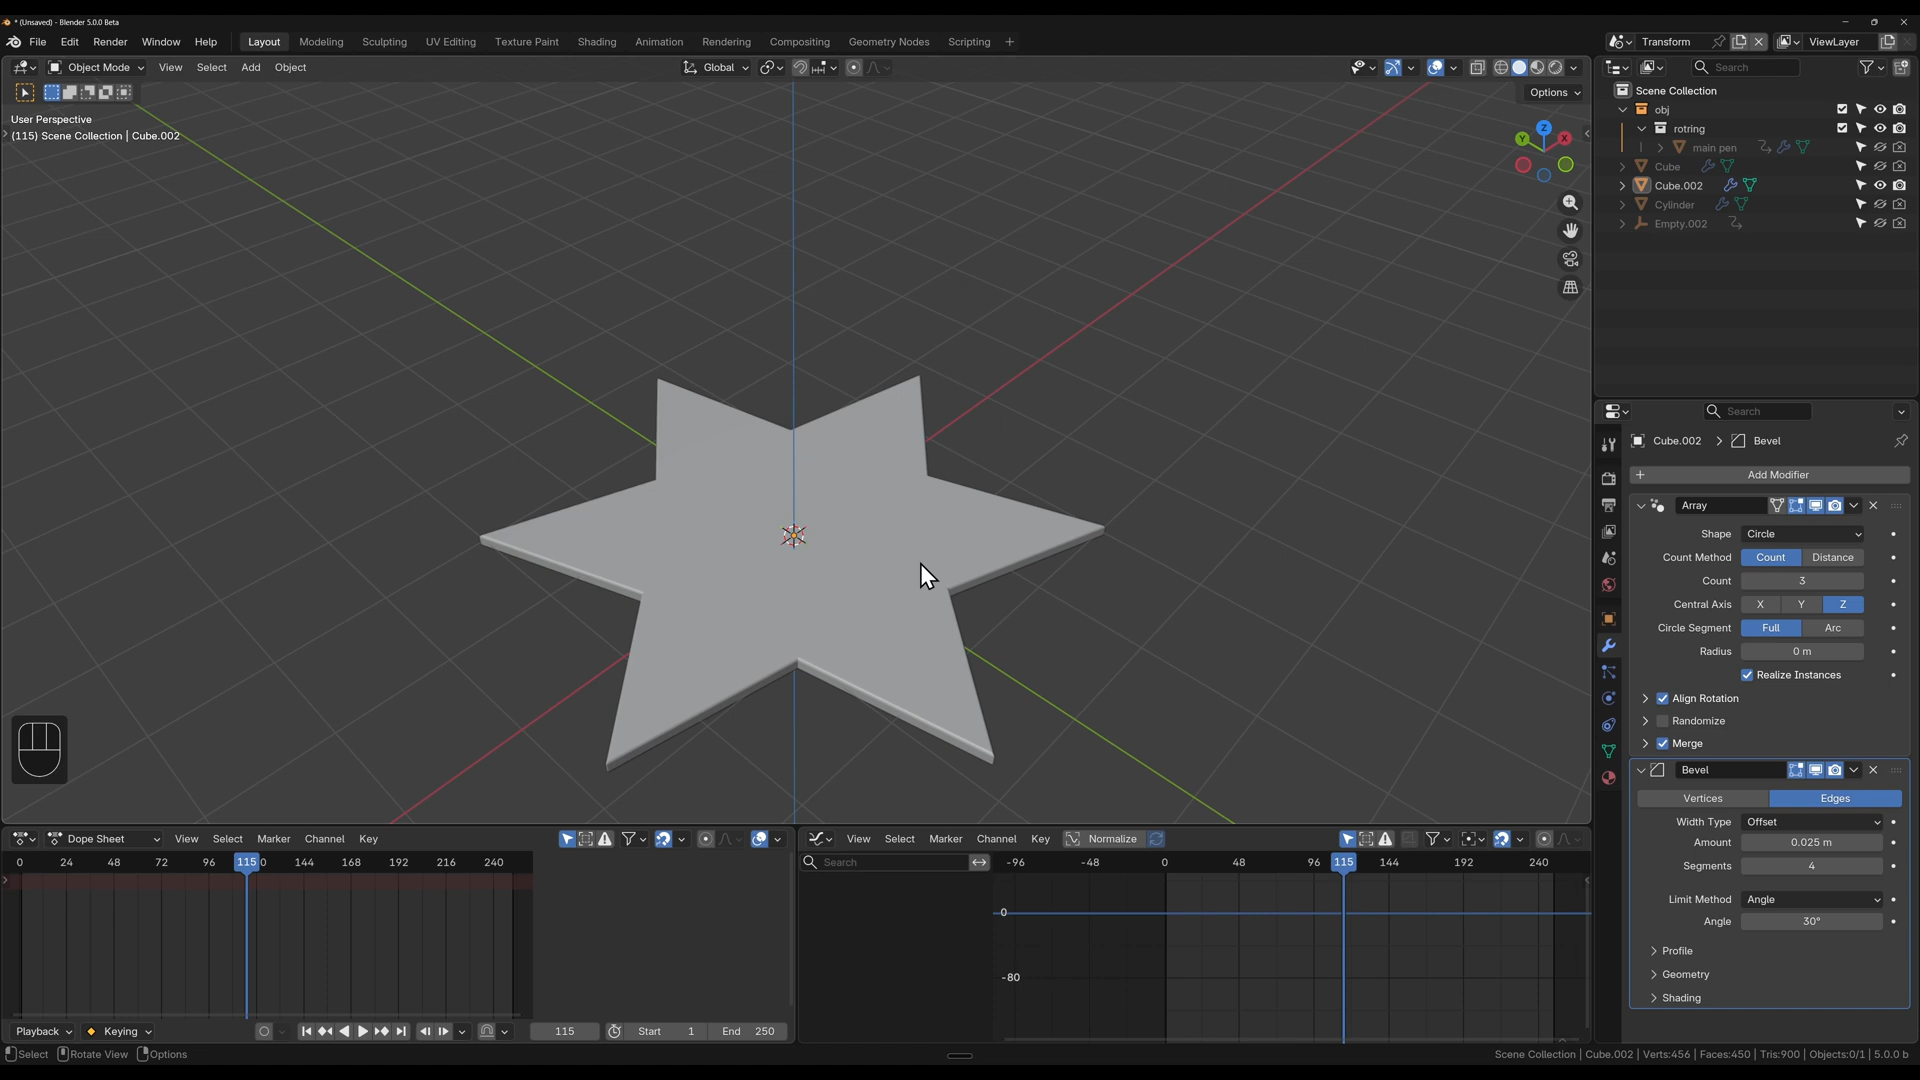 * (Unsaved) - Blender 5.0.0 Beta
File Edit Render Window Help Layout Modeling Sculpting UV Editing Texture Paint Shading Animation Rendering Compositing Geometry Nodes Scripting + Transform ViewLayer
Object Mode View Select Add Object Global Search
Options
User Perspective
(115) Scene Collection | Cube.002
Z
Y X
Scene Collection
obj
rotring
main pen
Cube
Cube.002
Cylinder
Empty.002
Search
Cube.002 > Bevel
+ Add Modifier
Array
Shape Circle
Count Method Count Distance
Count 3
Central Axis X Y Z
Circle Segment Full Arc
Radius 0 m
Realize Instances
Align Rotation
Randomize
Merge
Bevel
Vertices Edges
Width Type Offset
Amount 0.025 m
Segments 4
Limit Method Angle
Angle 30°
Profile
Geometry
Shading
Dope Sheet View Select Marker Channel Key
0 24 48 72 96 115 0 144 168 192 216 240
View Select Marker Channel Key Normalize
Search -96 -48 0 48 96 115 144 192 240
0
-80
Playback Keying 115 Start 1 End 250
Select Rotate View Options Scene Collection | Cube.002 | Verts:456 | Faces:450 | Tris:900 | Objects:0/1 | 5.0.0 b